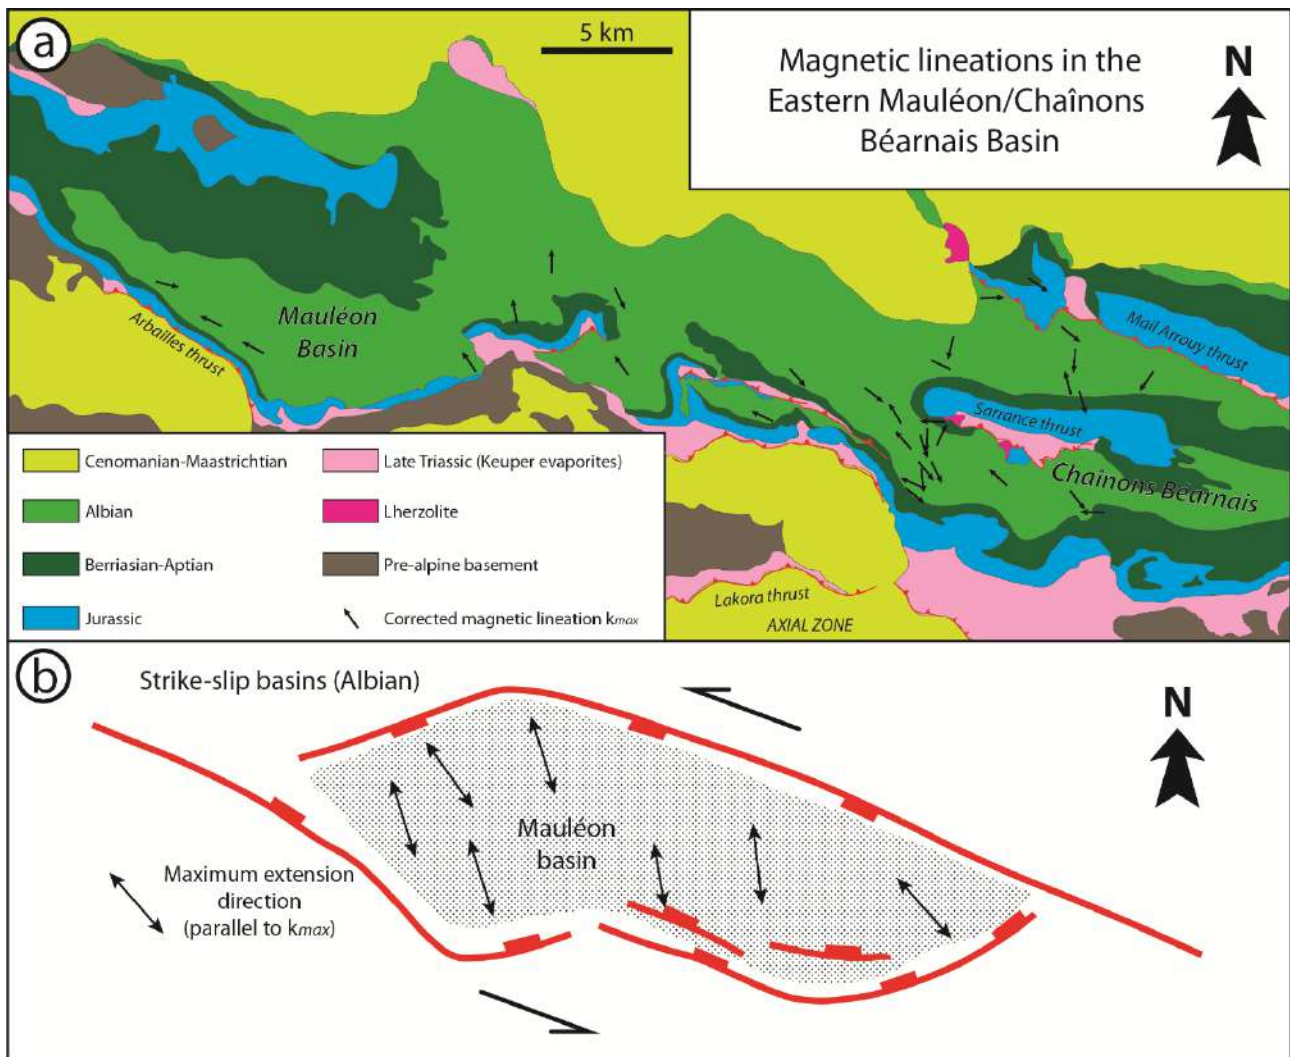 a
5 km
Magnetic lineations in the
Eastern Mauléon/Chaînons
Béarnais Basin
N
Mauléon
Basin
Arbailles thrust
Mail Arrouy thrust
Sarrance thrust
Chaînons Béarnais
Lakora thrust
AXIAL ZONE
Cenomanian-Maastrichtian
Late Triassic (Keuper evaporites)
Albian
Lherzolite
Berriasian-Aptian
Pre-alpine basement
Jurassic
Corrected magnetic lineation kmax
b
Strike-slip basins (Albian)
N
Mauléon
basin
Maximum extension
direction
(parallel to kmax)